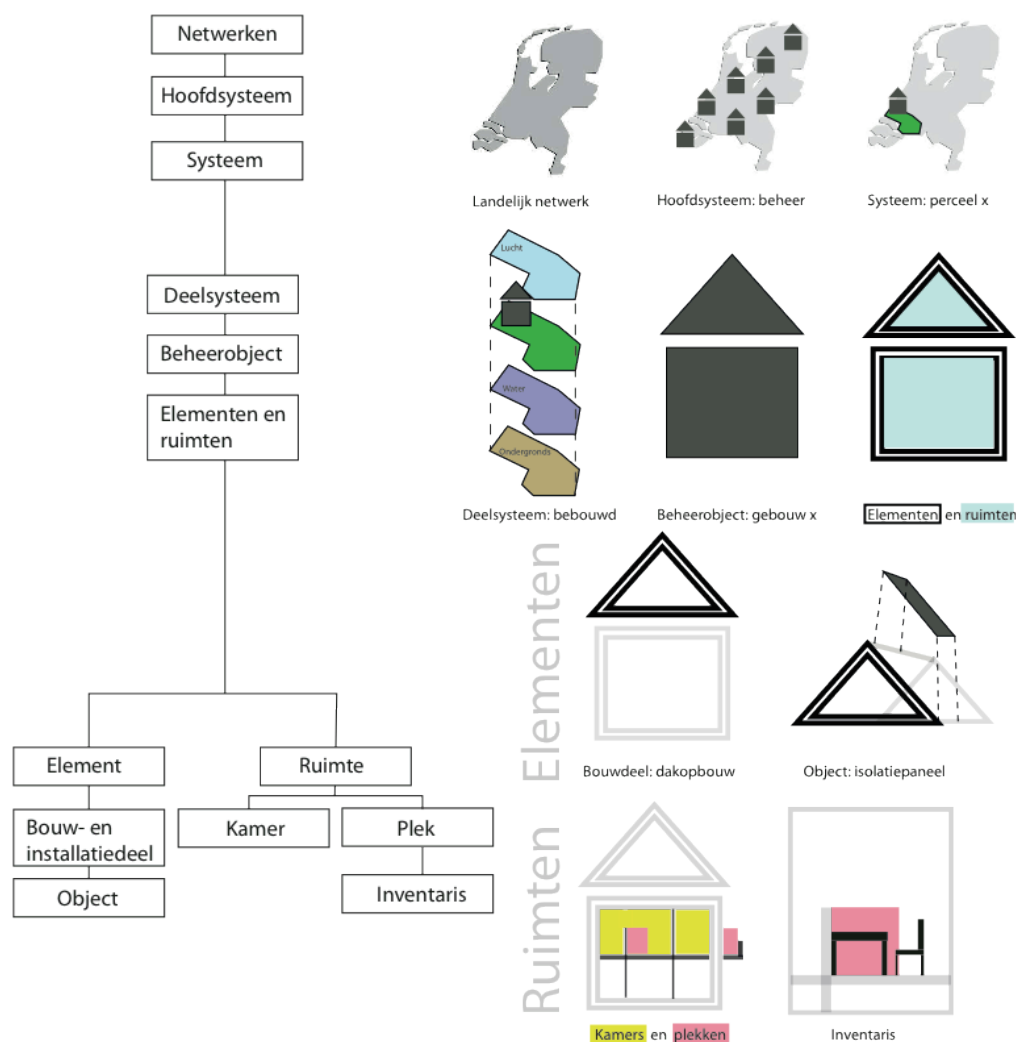 Netwerken
Hoofdsysteem
Systeem
Deelsysteem
Beheerobject
Elementen en
ruimten
Element
Ruimte
Bouw- en
installatiedeel
Kamer
Plek
Object
Inventaris
Landelijk netwerk
Hoofdsysteem: beheer
Systeem: perceel x
Lucht
Water
Ondergronds
Deelsysteem: bebouwd
Beheerobject: gebouw x
Elementen en ruimten
Elementen
Bouwdeel: dakopbouw
Object: isolatiepaneel
Ruimten
Kamers en plekken
Inventaris